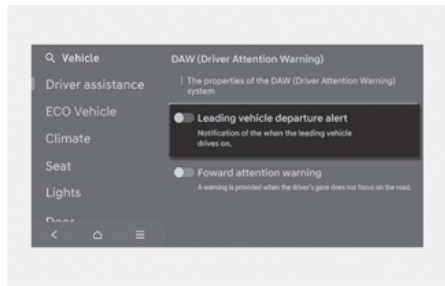 Vehicle
Driver assistance
ECO Vehicle
Climate
Seat
Lights
Door
DAW (Driver Attention Warning)
The properties of the DAW (Driver Attention Warning)
system
Leading vehicle departure alert
Notification of the when the leading vehicle
drives on.
Foward attention warning
A warning is provided when the driver's gaze does not focus on the road.